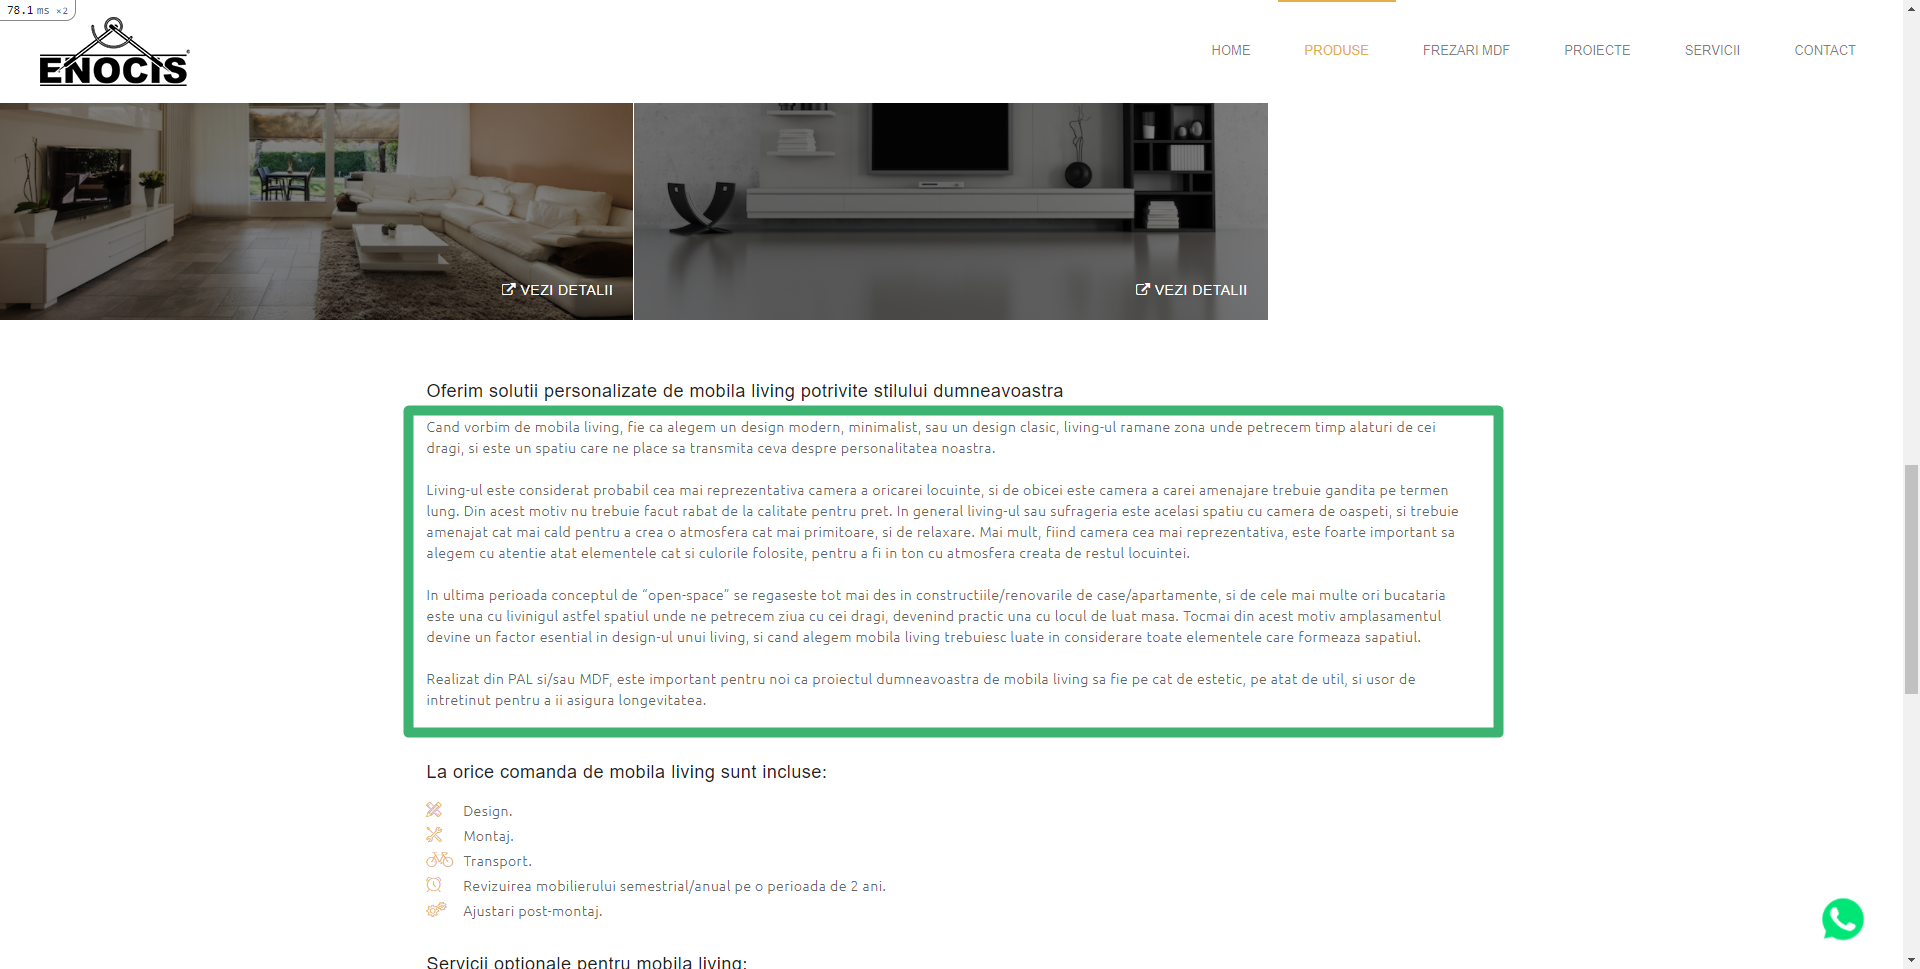 78.1 ms ×2
ENOCIS
HOME
PRODUSE
FREZARI MDF
PROIECTE
SERVICII
CONTACT
VEZI DETALII
VEZI DETALII
Oferim solutii personalizate de mobila living potrivite stilului dumneavoastra
Cand vorbim de mobila living, fie ca alegem un design modern, minimalist, sau un design clasic, living-ul ramane zona unde petrecem timp alaturi de cei
dragi, si este un spatiu care ne place sa transmita ceva despre personalitatea noastra.
Living-ul este considerat probabil cea mai reprezentativa camera a oricarei locuinte, si de obicei este camera a carei amenajare trebuie gandita pe termen
lung. Din acest motiv nu trebuie facut rabat de la calitate pentru pret. In general living-ul sau sufrageria este acelasi spatiu cu camera de oaspeti, si trebuie
amenajat cat mai cald pentru a crea o atmosfera cat mai primitoare, si de relaxare. Mai mult, fiind camera cea mai reprezentativa, este foarte important sa
alegem cu atentie atat elementele cat si culorile folosite, pentru a fi in ton cu atmosfera creata de restul locuintei.
In ultima perioada conceptul de “open-space” se regaseste tot mai des in constructiile/renovarile de case/apartamente, si de cele mai multe ori bucataria
este una cu livinigul astfel spatiul unde ne petrecem ziua cu cei dragi, devenind practic una cu locul de luat masa. Tocmai din acest motiv amplasamentul
devine un factor esential in design-ul unui living, si cand alegem mobila living trebuiesc luate in considerare toate elementele care formeaza sapatiul.
Realizat din PAL si/sau MDF, este important pentru noi ca proiectul dumneavoastra de mobila living sa fie pe cat de estetic, pe atat de util, si usor de
intretinut pentru a ii asigura longevitatea.
La orice comanda de mobila living sunt incluse:
Design.
Montaj.
Transport.
Revizuirea mobilierului semestrial/anual pe o perioada de 2 ani.
Ajustari post-montaj.
Servicii optionale pentru mobila living: